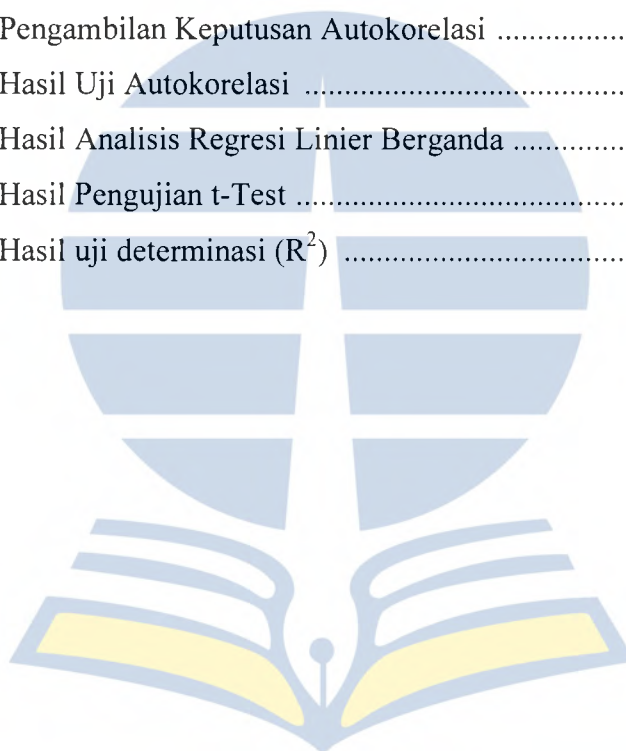 Pengambilan Keputusan Autokorelasi ................
Hasil Uji Autokorelasi .....................................
Hasil Analisis Regresi Linier Berganda ..............
Hasil Pengujian t-Test ......................................
Hasil uji determinasi (R²) .................................